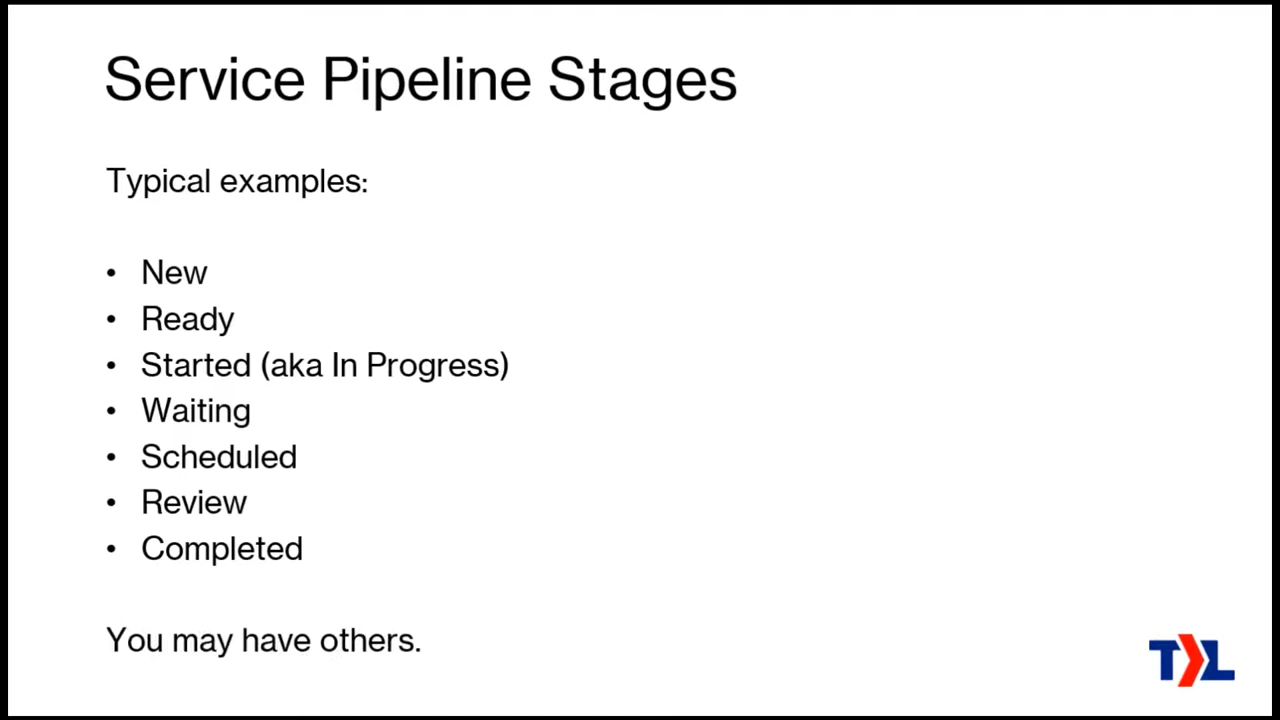 Service Pipeline Stages
Typical examples:
• New
• Ready
• Started (aka In Progress)
• Waiting
• Scheduled
• Review
• Completed
You may have others.
T>L